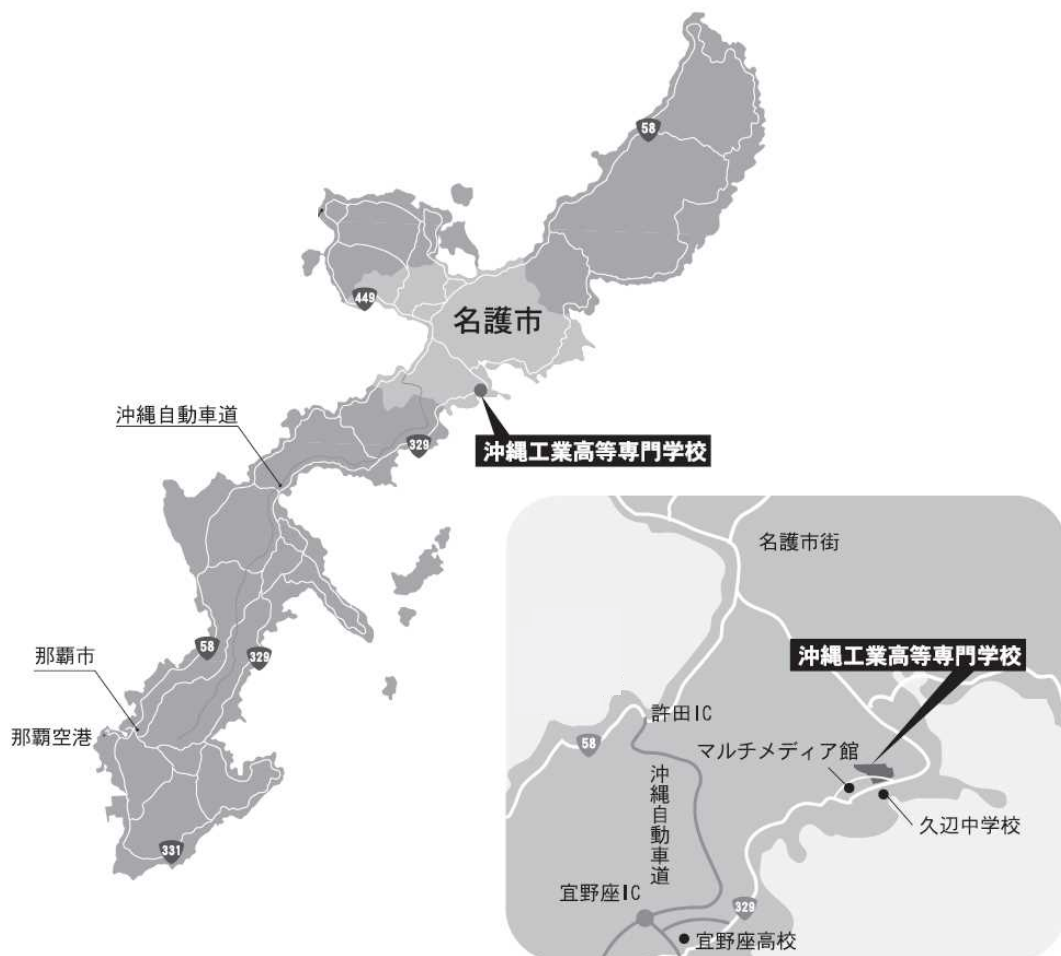 58
449
名護市
沖縄自動車道
329
沖縄工業高等専門学校
58
329
那覇市
那覇空港
331
名護市街
沖縄工業高等専門学校
許田IC
58
マルチメディア館
沖縄自動車道
久辺中学校
宜野座IC
329
宜野座高校